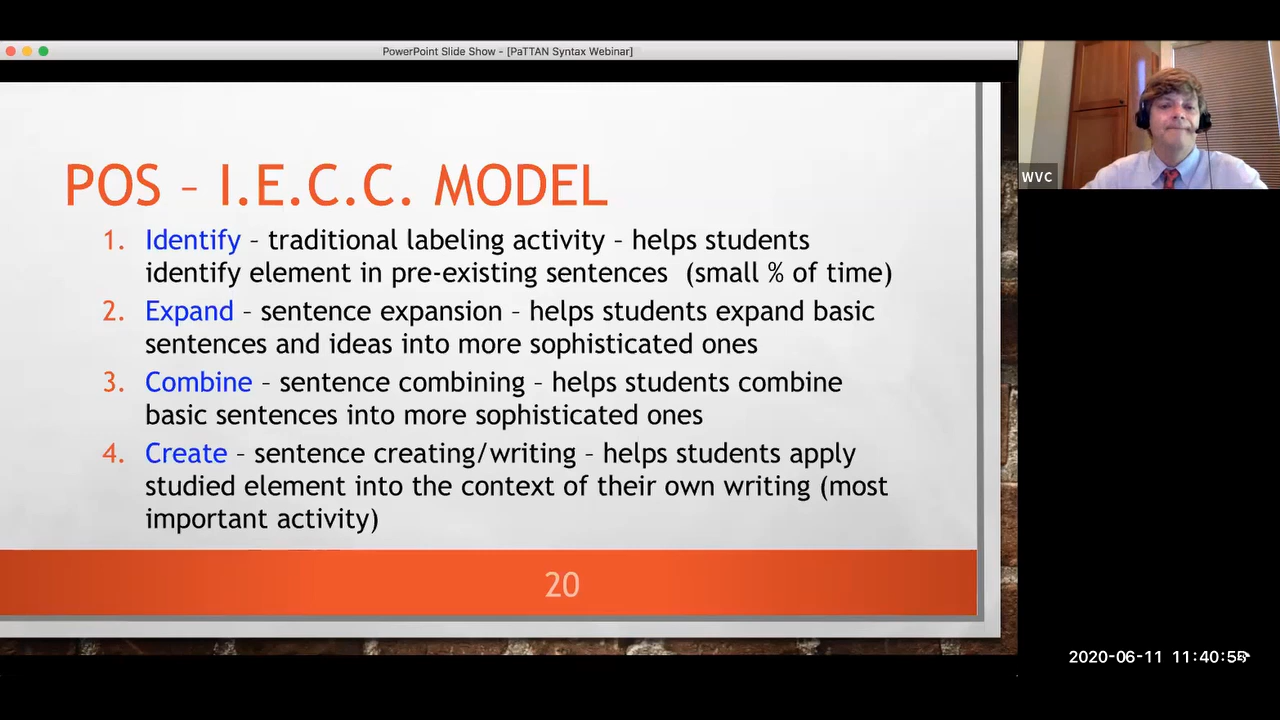 PowerPoint Slide Show - [PaTTAN Syntax Webinar]
WVC
POS – I.E.C.C. MODEL
1. Identify – traditional labeling activity – helps students
identify element in pre-existing sentences (small % of time)
2. Expand – sentence expansion – helps students expand basic
sentences and ideas into more sophisticated ones
3. Combine – sentence combining – helps students combine
basic sentences into more sophisticated ones
4. Create – sentence creating/writing – helps students apply
studied element into the context of their own writing (most
important activity)
20
2020-06-11